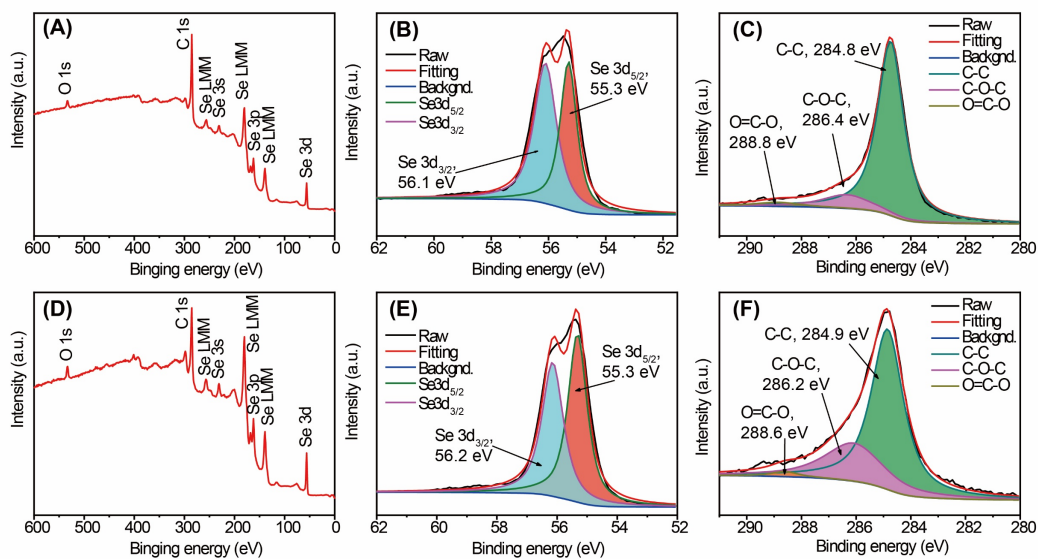 (A)
Intensity (a.u.)
O 1s
C 1s
Se LMM
Se 3s
Se LMM
Se 3p
Se LMM
Se 3d
600 500 400 300 200 100 0
Binging energy (eV)
(B)
Intensity (a.u.)
Raw
Fitting
Backgnd.
Se3d5/2
Se3d3/2
Se 3d5/2,
55.3 eV
Se 3d3/2,
56.1 eV
62 60 58 56 54 52
Binding energy (eV)
(C)
Intensity (a.u.)
C-C, 284.8 eV
C-O-C,
286.4 eV
O=C-O,
288.8 eV
Raw
Fitting
Backgnd.
C-C
C-O-C
O=C-O
290 288 286 284 282 280
Binding energy (eV)
(D)
Intensity (a.u.)
O 1s
C 1s
Se LMM
Se 3s
Se LMM
Se 3p
Se LMM
Se 3d
600 500 400 300 200 100 0
Binging energy (eV)
(E)
Intensity (a.u.)
Raw
Fitting
Backgnd.
Se3d5/2
Se3d3/2
Se 3d5/2,
55.3 eV
Se 3d3/2,
56.2 eV
62 60 58 56 54 52
Binding energy (eV)
(F)
Intensity (a.u.)
C-C, 284.9 eV
C-O-C,
286.2 eV
O=C-O,
288.6 eV
Raw
Fitting
Backgnd.
C-C
C-O-C
O=C-O
290 288 286 284 282 280
Binding energy (eV)